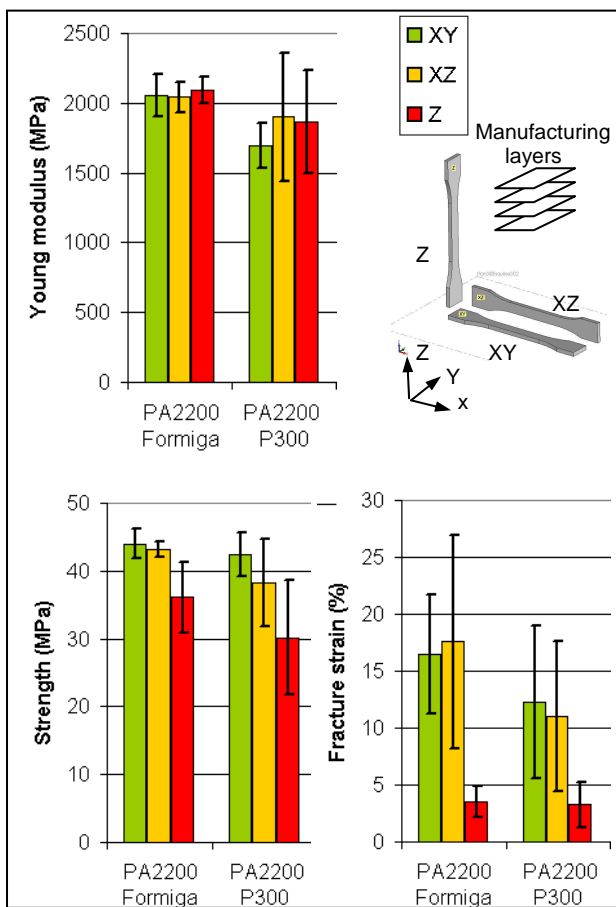 Young modulus (MPa)
2500
2000
1500
1000
500
0
PA2200
Formiga
PA2200
P300
XY
XZ
Z
Manufacturing
layers
Z
Z
XZ
XZ
XY
XY
Z
Y
x
Strength (MPa)
50
40
30
20
10
0
PA2200
Formiga
PA2200
P300
Fracture strain (%)
30
25
20
15
10
5
0
PA2200
Formiga
PA2200
P300